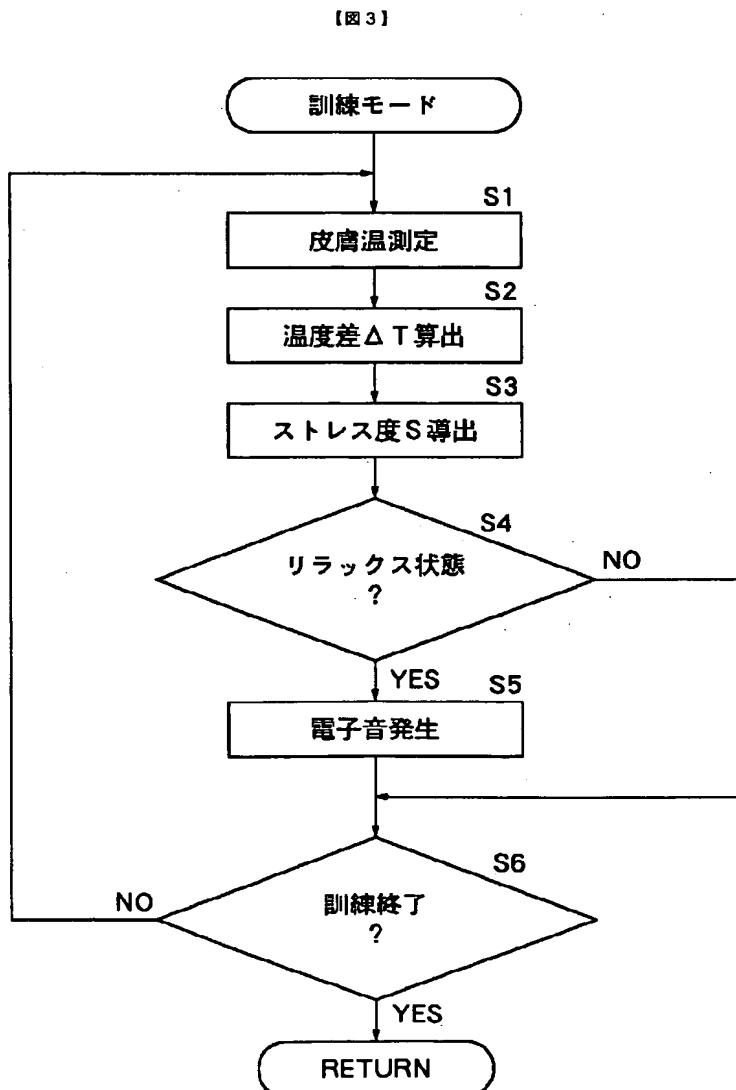 【図3】
訓練モード
S1
皮膚温測定
S2
温度差ΔT算出
S3
ストレス度S導出
S4
リラックス状態
?
NO
YES
S5
電子音発生
S6
NO
訓練終了
?
YES
RETURN